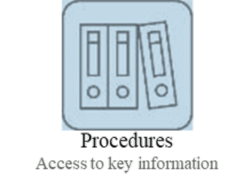 Procedures
Access to key information